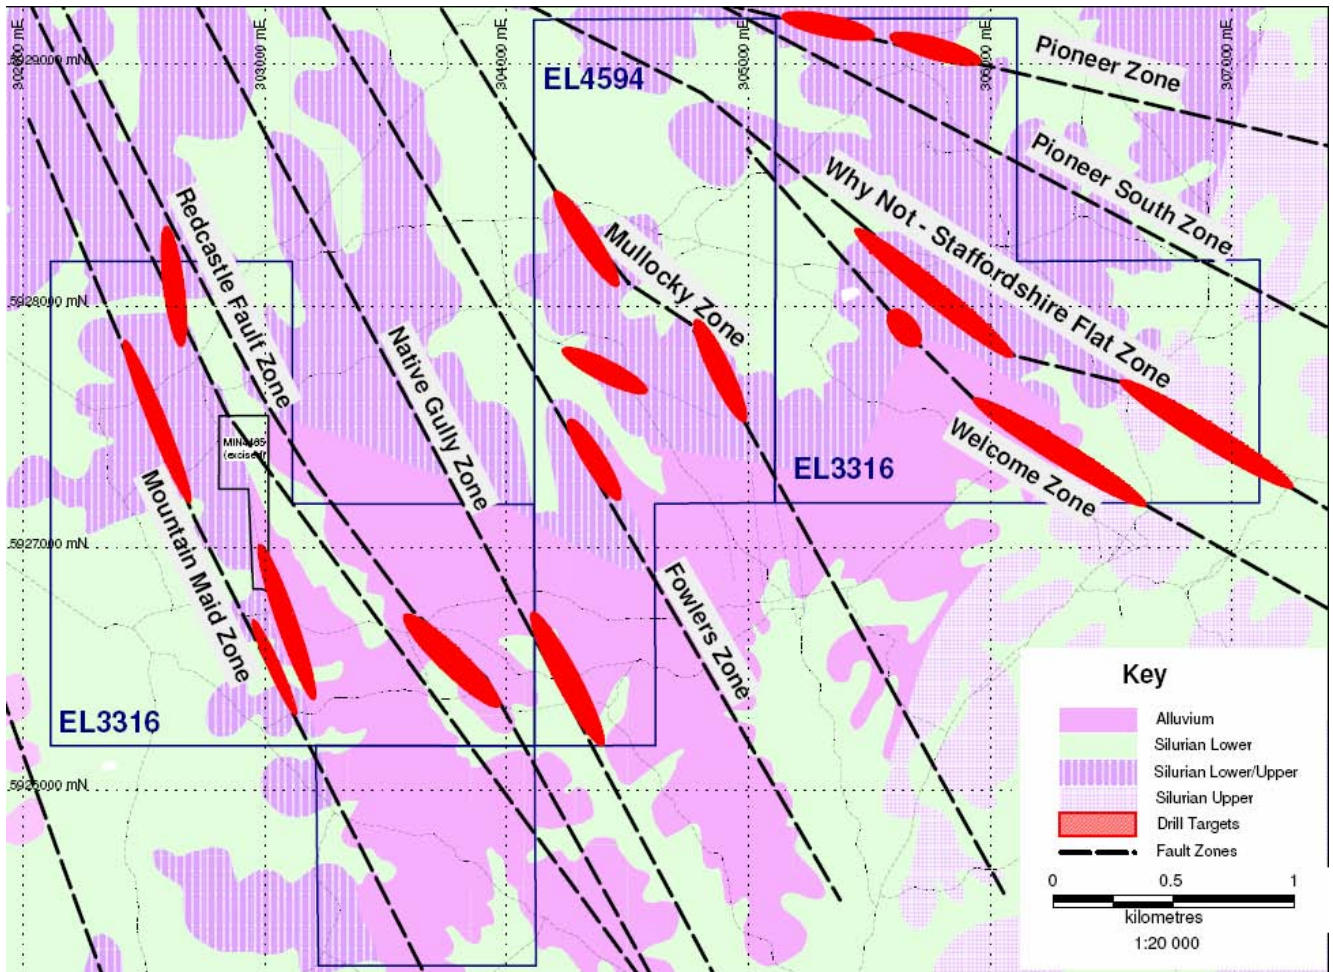 302000 mE
303000 mE
304000 mE
305000 mE
306000 mE
307000 mE
5929000 mN
EL4594
Pioneer Zone
Pioneer South Zone
Why Not - Staffordshire Flat Zone
Redcastle Fault Zone
Mullocky Zone
5928000 mN
Native Gully Zone
MIN4465
(excised)
Welcome Zone
EL3316
Mountain Maid Zone
5927000 mN
Fowlers Zone
EL3316
5926000 mN
Key
Alluvium
Silurian Lower
Silurian Lower/Upper
Silurian Upper
Drill Targets
Fault Zones
0 0.5 1
kilometres
1:20 000